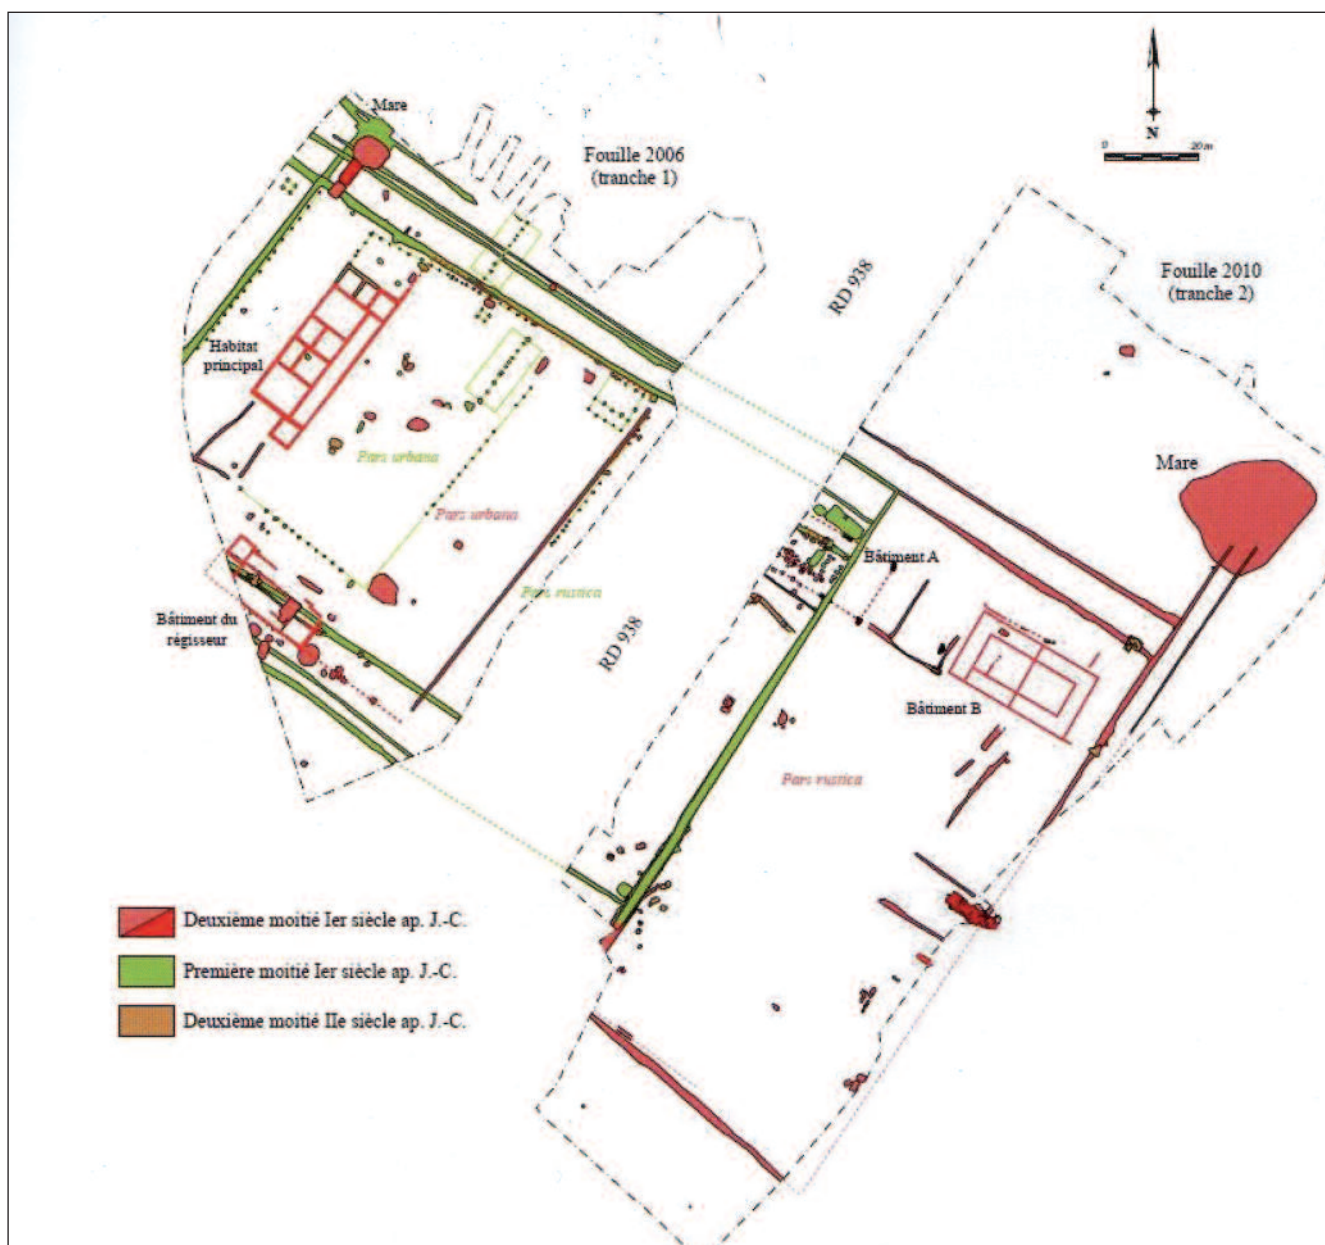 Mare
Fouille 2006
(tranche 1)
N
0 20 m
RD 938
Fouille 2010
(tranche 2)
Habitat
principal
Pars urbana
Mare
Pars urbana
Bâtiment A
Pars rustica
Bâtiment du
régisseur
RD 938
Bâtiment B
Pars rustica
Deuxième moitié Ier siècle ap. J.-C.
Première moitié Ier siècle ap. J.-C.
Deuxième moitié IIe siècle ap. J.-C.